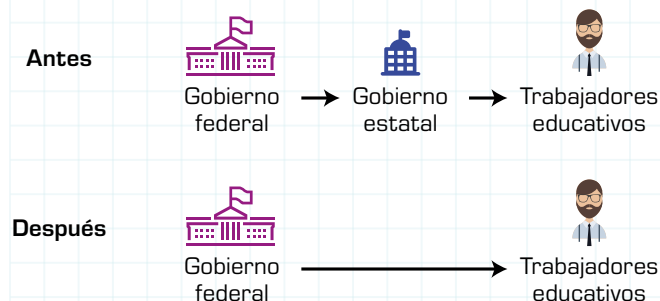 Antes
Gobierno federal
Gobierno estatal
Trabajadores educativos
Después
Gobierno federal
Trabajadores educativos